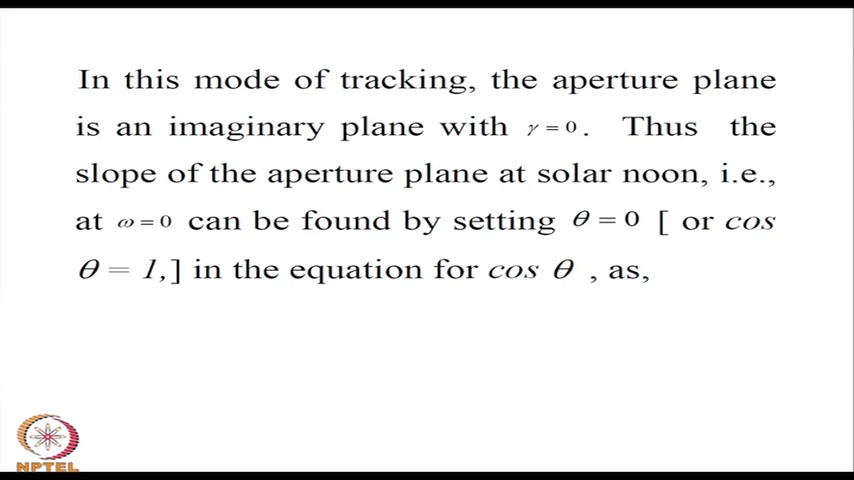 In this mode of tracking, the aperture plane
is an imaginary plane with γ = 0 . Thus the
slope of the aperture plane at solar noon, i.e.,
at ω = 0 can be found by setting θ = 0 [ or cos
θ = 1,] in the equation for cos θ , as,
NPTEL